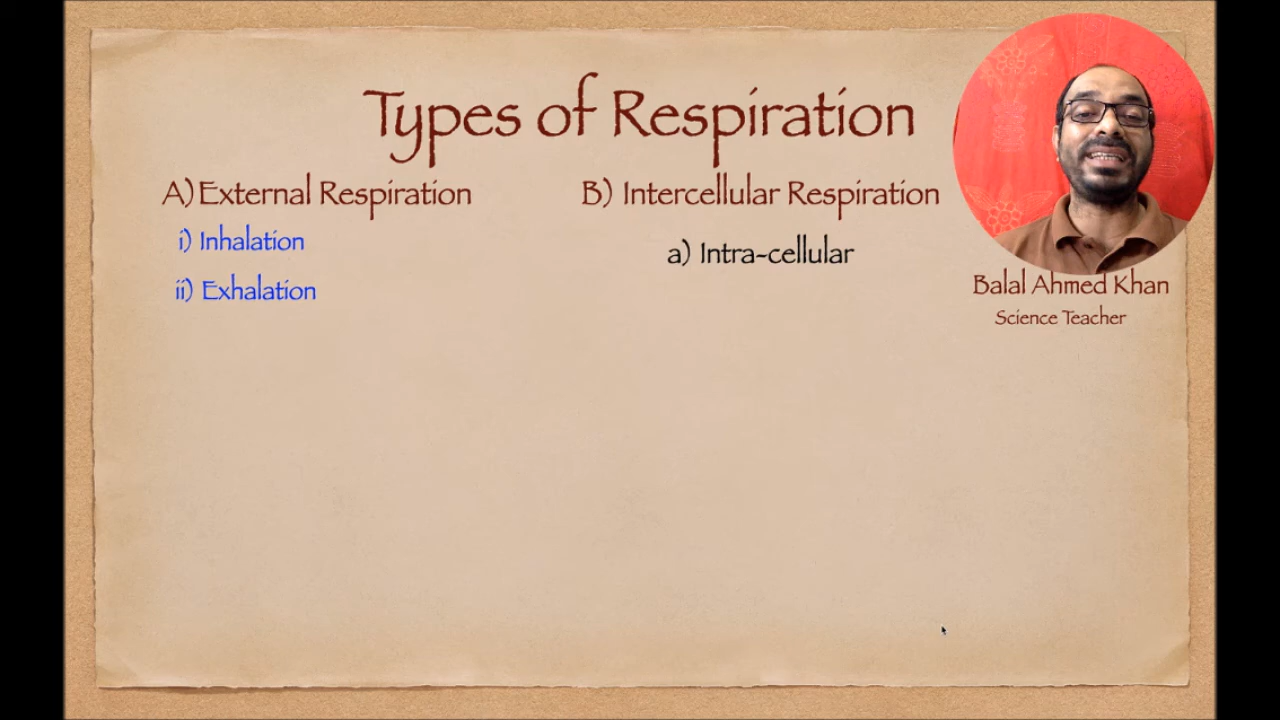 Types of Respiration
A) External Respiration
i) Inhalation
ii) Exhalation
B) Intercellular Respiration
a) Intra-cellular
Balal Ahmed Khan
Science Teacher